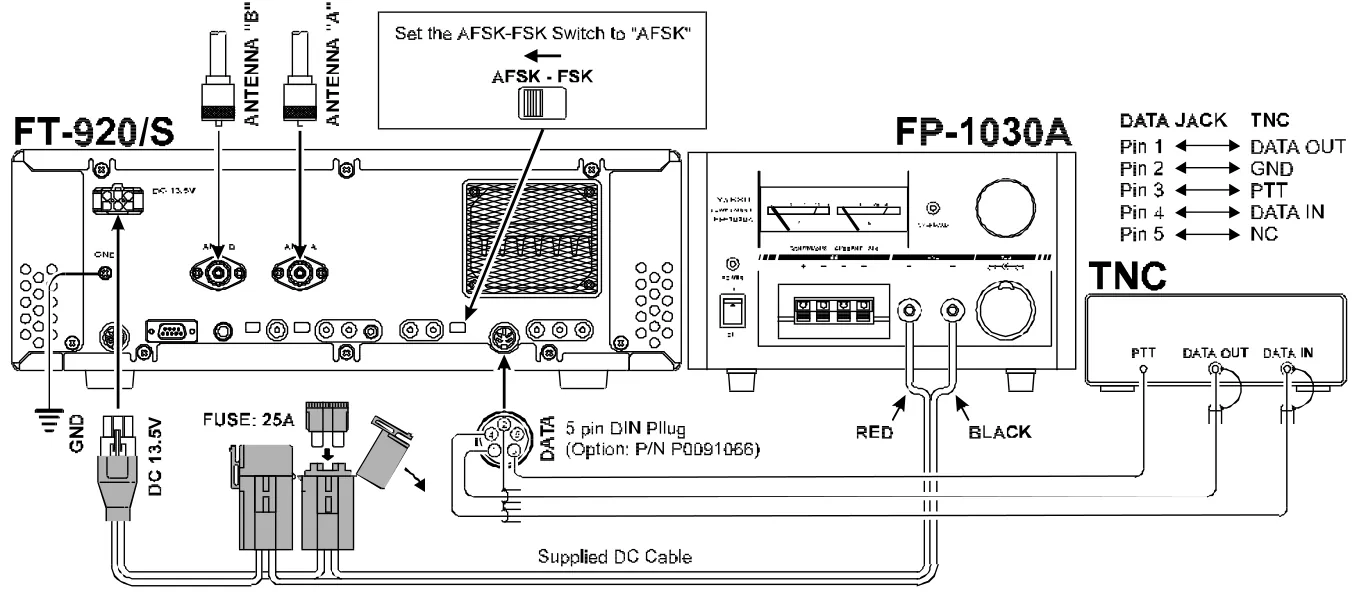 ANTENNA "B"
ANTENNA "A"
Set the AFSK-FSK Switch to "AFSK"
AFSK - FSK
FT-920/S
FP-1030A
DATA JACK TNC
Pin 1 DATA OUT
Pin 2 GND
Pin 3 PTT
Pin 4 DATA IN
Pin 5 NC
DC 13.5V
GND
ANT B
ANT A
TNC
PTT DATA OUT DATA IN
GND
DC 13.5V
FUSE: 25A
DATA
5 pin DIN Pllug
(Option: P/N P0091066)
RED
BLACK
Supplied DC Cable